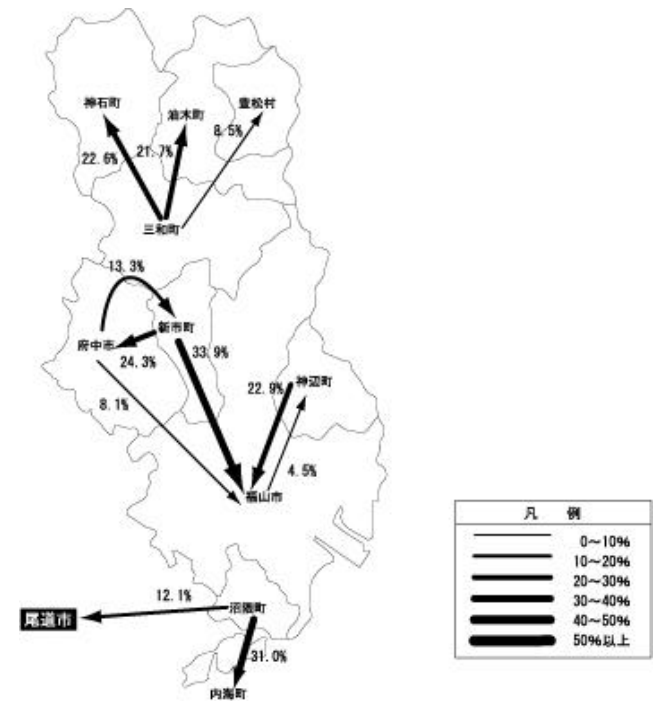 神石町
油木町
豊松村
8.5%
22.6%
21.7%
三和町
13.3%
新市町
府中市
33.9%
24.3%
22.9%
神辺町
8.1%
4.5%
福山市
凡 例
0～10%
10～20%
20～30%
30～40%
40～50%
50%以上
12.1%
沼隈町
尾道市
31.0%
内海町